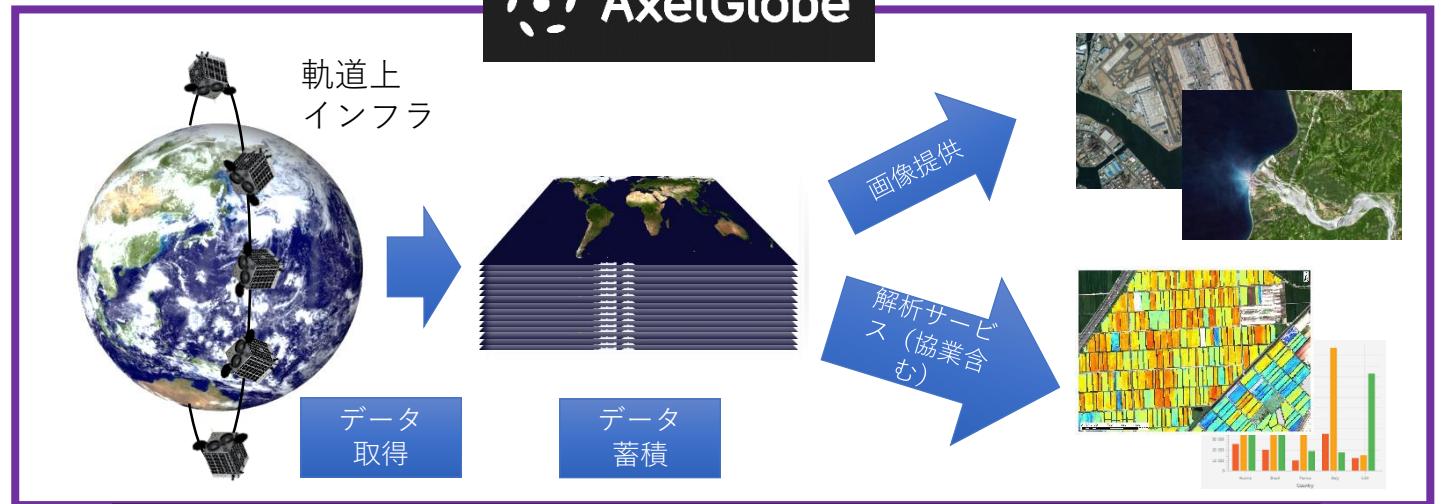 AxelGlobe
軌道上
インフラ
画像提供
解析サービ
ス（協業含
む）
データ
取得
データ
蓄積
Country